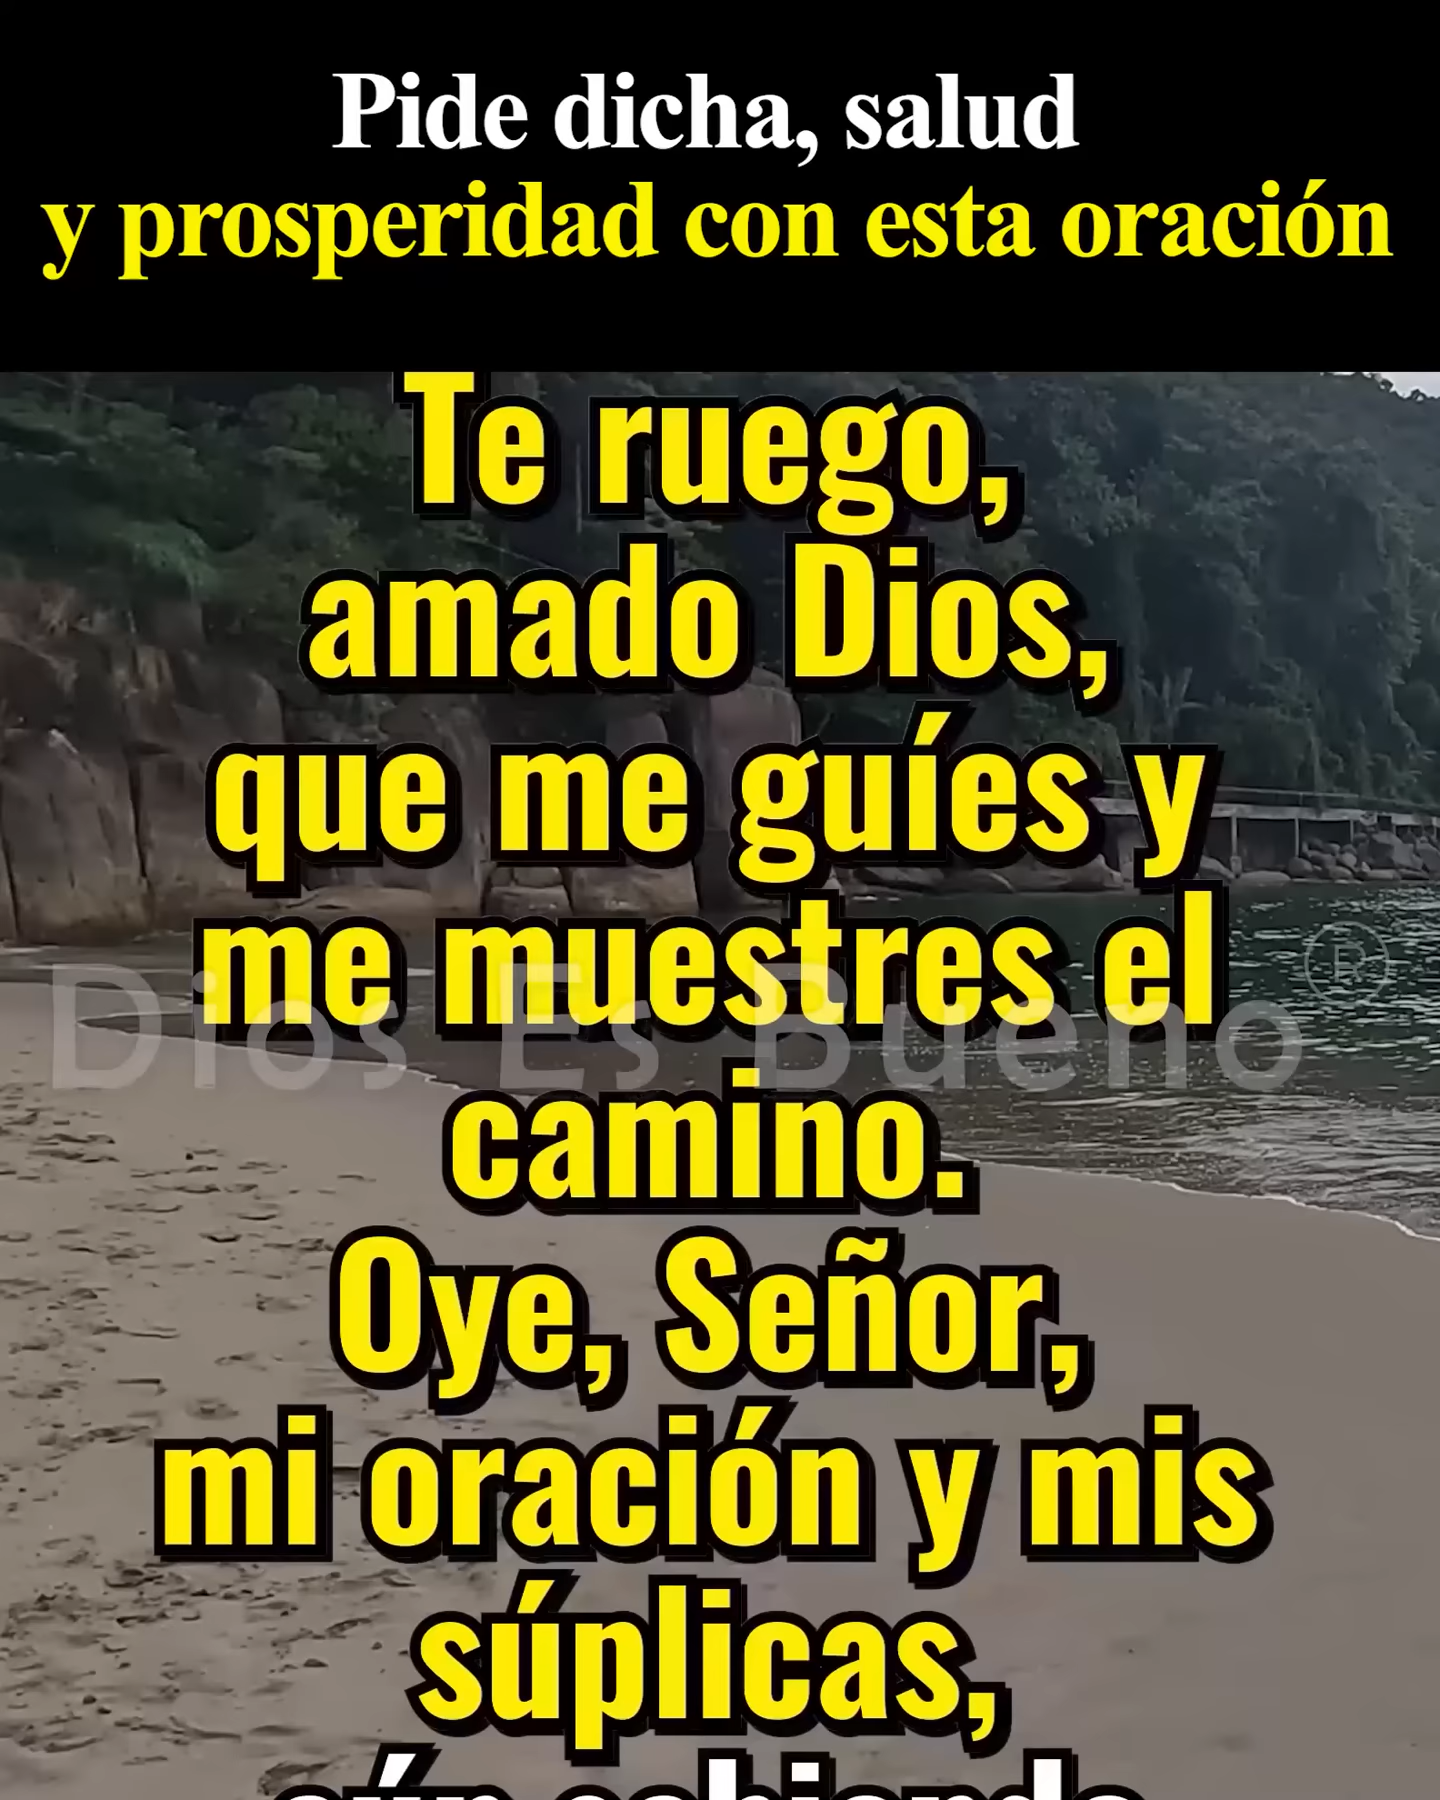 Pide dicha, salud
y prosperidad con esta oración
Te ruego,
amado Dios,
que me guíes y
me muestres el
Dios Es Bueno ®
camino.
Oye, Señor,
mi oración y mis
súplicas,